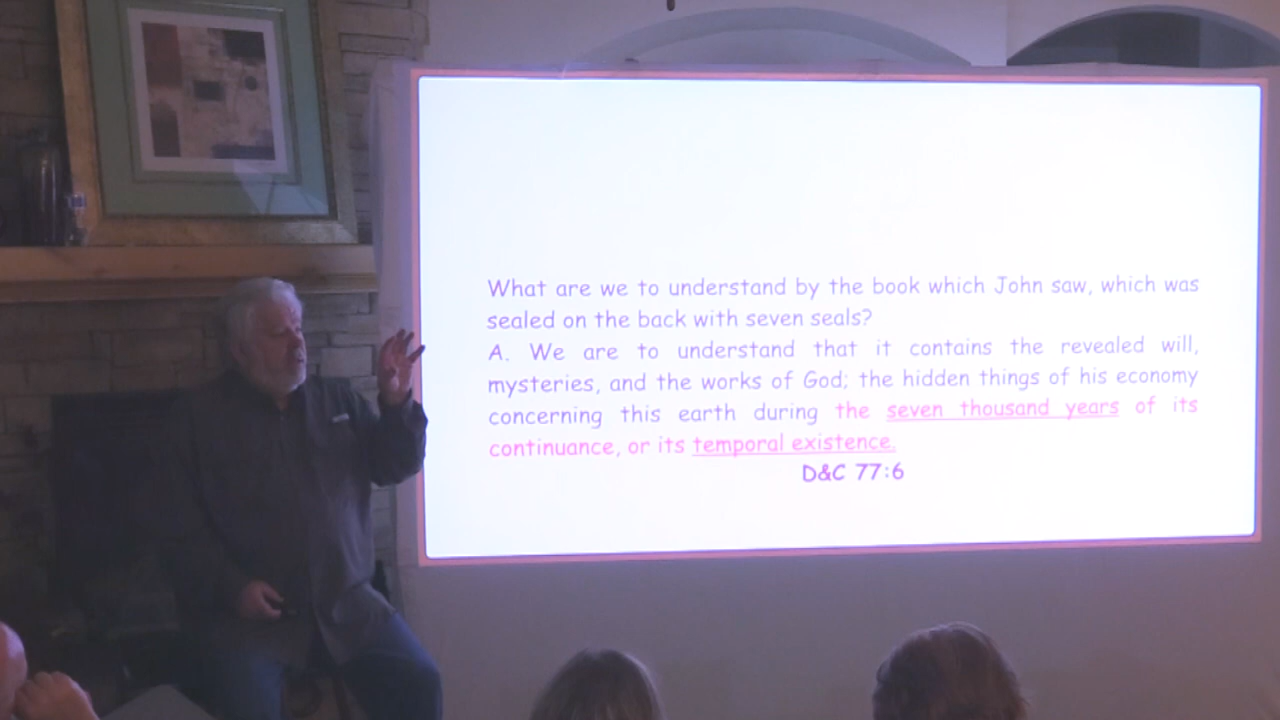 What are we to understand by the book which John saw, which was
sealed on the back with seven seals?
A. We are to understand that it contains the revealed will,
mysteries, and the works of God; the hidden things of his economy
concerning this earth during the seven thousand years of its
continuance, or its temporal existence.
D&C 77:6